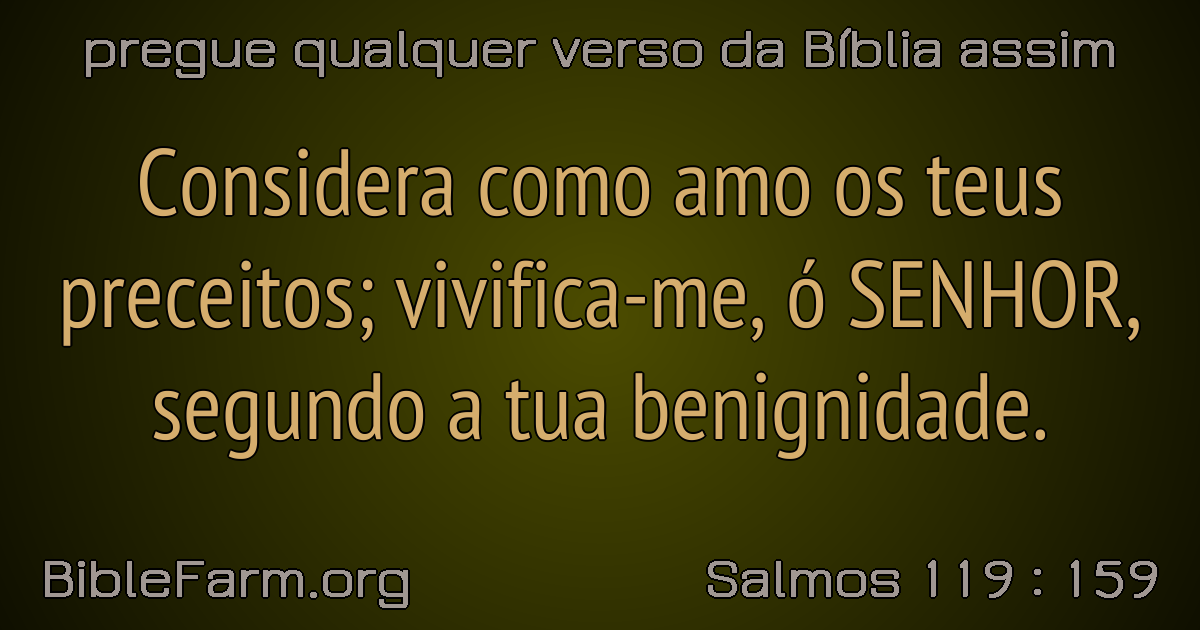 pregue qualquer verso da Bíblia assim
Considera como amo os teus
preceitos; vivifica-me, ó SENHOR,
segundo a tua benignidade.
BibleFarm.org
Salmos 119 : 159